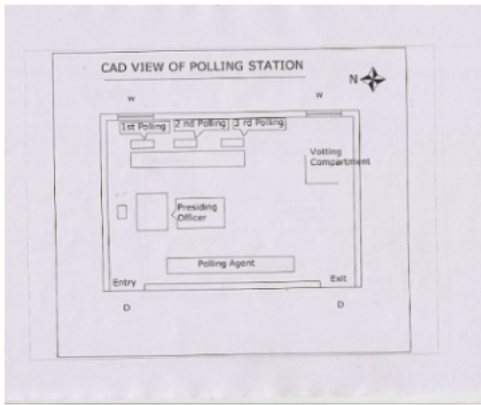 CAD VIEW OF POLLING STATION
N
W
W
1st Polling
2 nd Polling
3 rd Polling
Volting
Compartment
Presiding
Officer
Polling Agent
Entry
Exit
D
D